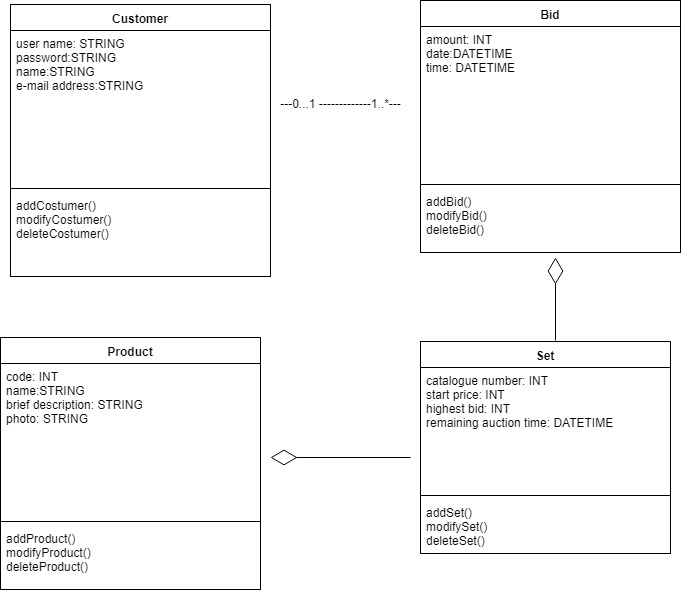 Customer
user name: STRING
password:STRING
name:STRING
e-mail address:STRING
addCostumer()
modifyCostumer()
deleteCostumer()
---0...1 -------------1..*---
Bid
amount: INT
date:DATETIME
time: DATETIME
addBid()
modifyBid()
deleteBid()
Product
code: INT
name:STRING
brief description: STRING
photo: STRING
addProduct()
modifyProduct()
deleteProduct()
Set
catalogue number: INT
start price: INT
highest bid: INT
remaining auction time: DATETIME
addSet()
modifySet()
deleteSet()